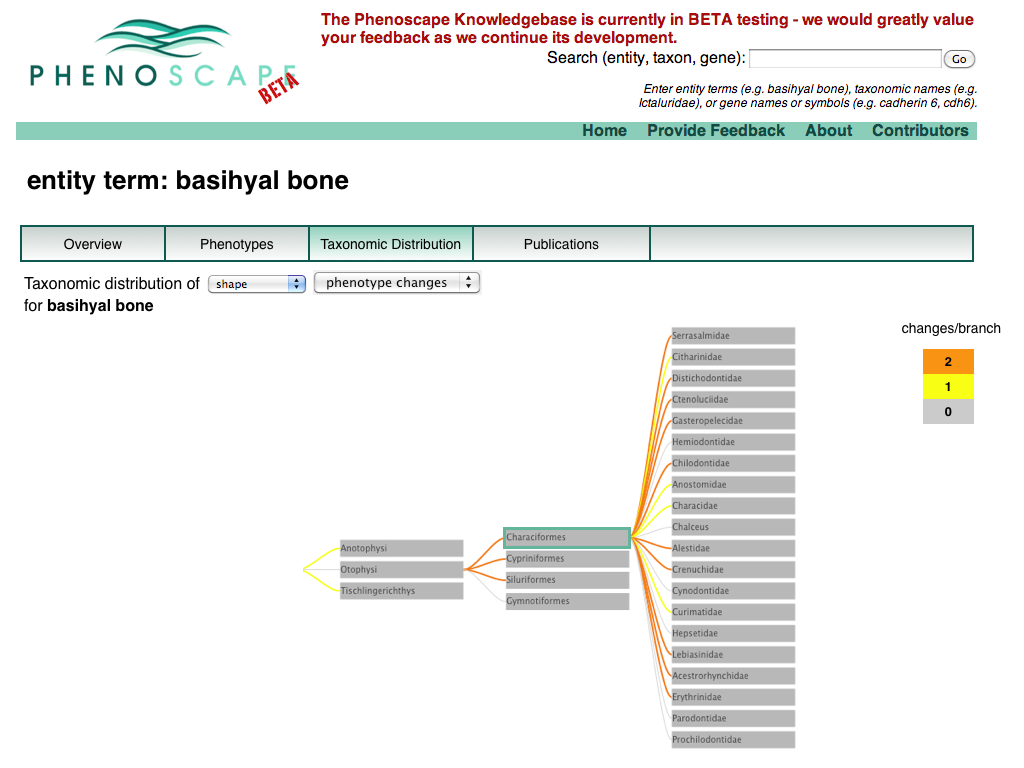 PHENOSCAPE
BETA
The Phenoscape Knowledgebase is currently in BETA testing - we would greatly value
your feedback as we continue its development.
Search (entity, taxon, gene):
Go
Enter entity terms (e.g. basihyal bone), taxonomic names (e.g.
Ictaluridae), or gene names or symbols (e.g. cadherin 6, cdh6).
Home Provide Feedback About Contributors
entity term: basihyal bone
Overview Phenotypes Taxonomic Distribution Publications
Taxonomic distribution of shape phenotype changes
for basihyal bone
changes/branch
2
1
0
Anotophysi
Otophysi
Tischlingerichthys
Characiformes
Cypriniformes
Siluriformes
Gymnotiformes
Serrasalmidae
Citharinidae
Distichodontidae
Ctenoluciidae
Gasteropelecidae
Hemiodontidae
Chilodontidae
Anostomidae
Characidae
Chalceus
Alestidae
Crenuchidae
Cynodontidae
Curimatidae
Hepsetidae
Lebiasinidae
Acestrorhynchidae
Erythrinidae
Parodontidae
Prochilodontidae